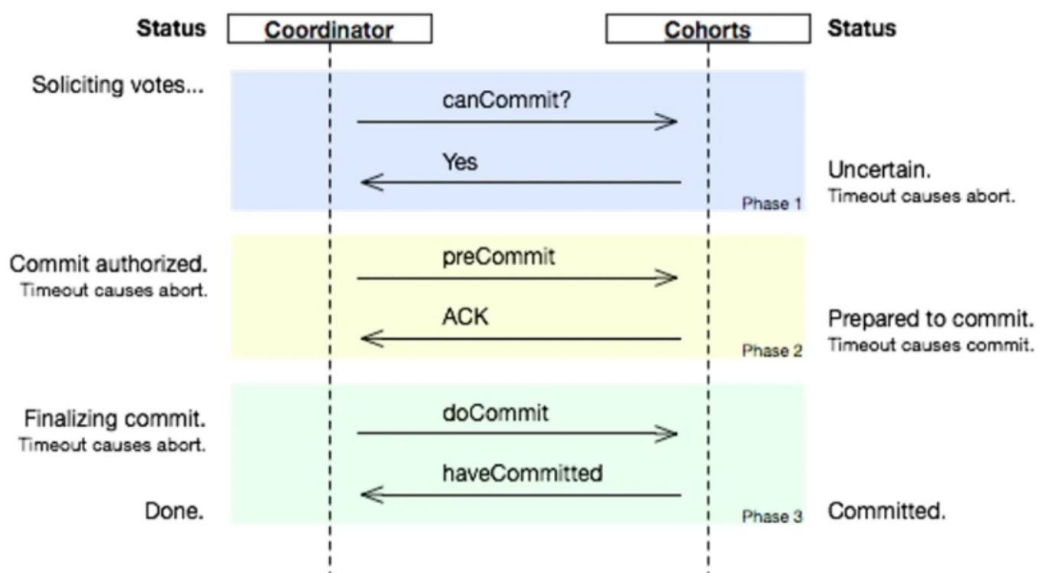 Status Coordinator Cohorts Status
Soliciting votes...
canCommit?
Yes
Uncertain.
Timeout causes abort.
Phase 1
Commit authorized.
Timeout causes abort.
preCommit
ACK
Prepared to commit.
Timeout causes commit.
Phase 2
Finalizing commit.
Timeout causes abort.
doCommit
haveCommitted
Done.
Phase 3
Committed.